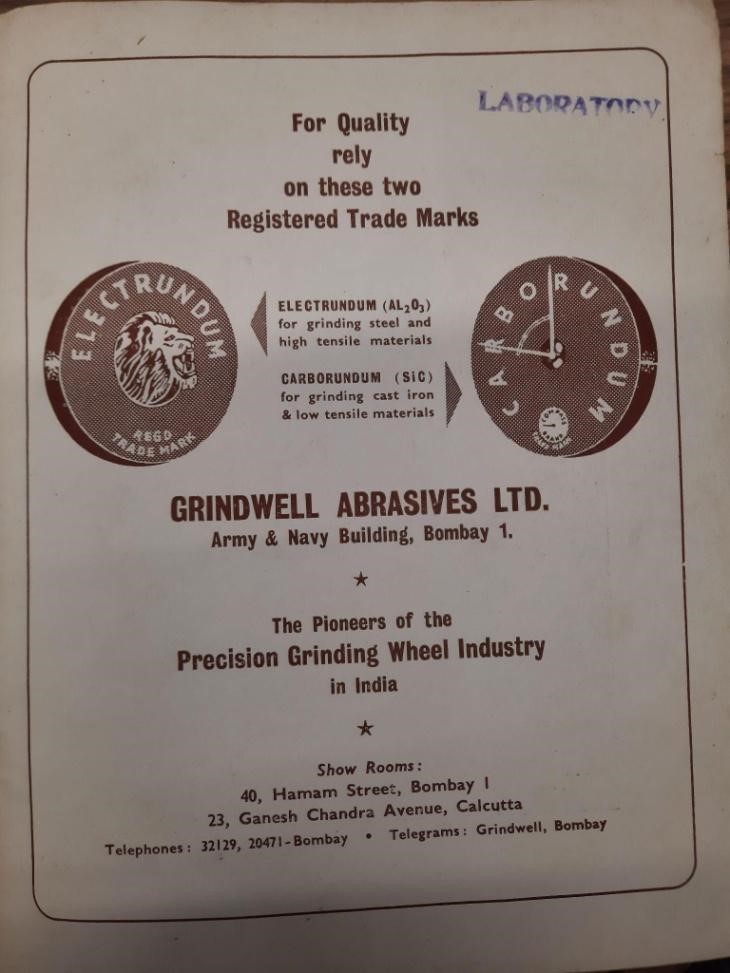 LABORATORY
For Quality
rely
on these two
Registered Trade Marks
ELECTRUNDUM
REGD.
TRADE MARK
ELECTRUNDUM (AL₂O₃)
for grinding steel and
high tensile materials
CARBORUNDUM (SiC)
for grinding cast iron
& low tensile materials
CARBORUNDUM
TRADE MARK
GRINDWELL ABRASIVES LTD.
Army & Navy Building, Bombay 1.
The Pioneers of the
Precision Grinding Wheel Industry
in India
Show Rooms:
40, Hamam Street, Bombay 1
23, Ganesh Chandra Avenue, Calcutta
Telephones: 32129, 20471-Bombay • Telegrams: Grindwell, Bombay